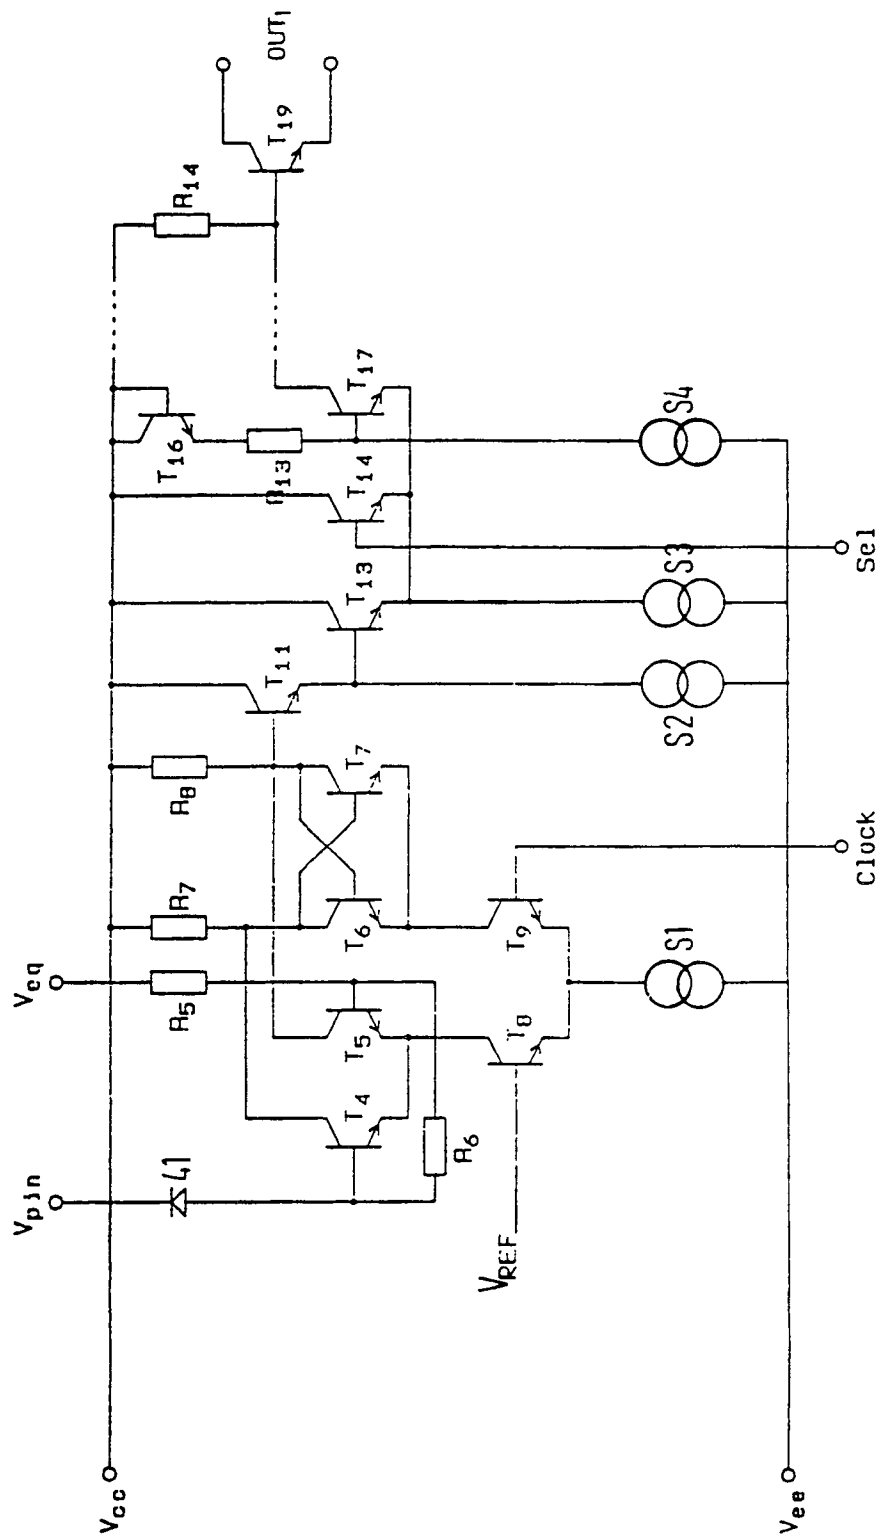 OUT1
T19
R14
T17
T16
R13
T14
S4
Sel
T13
S3
T11
S2
T7
R8
Clock
R7
T6
T9
S1
Veq
R5
T5
T8
T4
R6
41
Vpin
VREF
Vcc
Vee